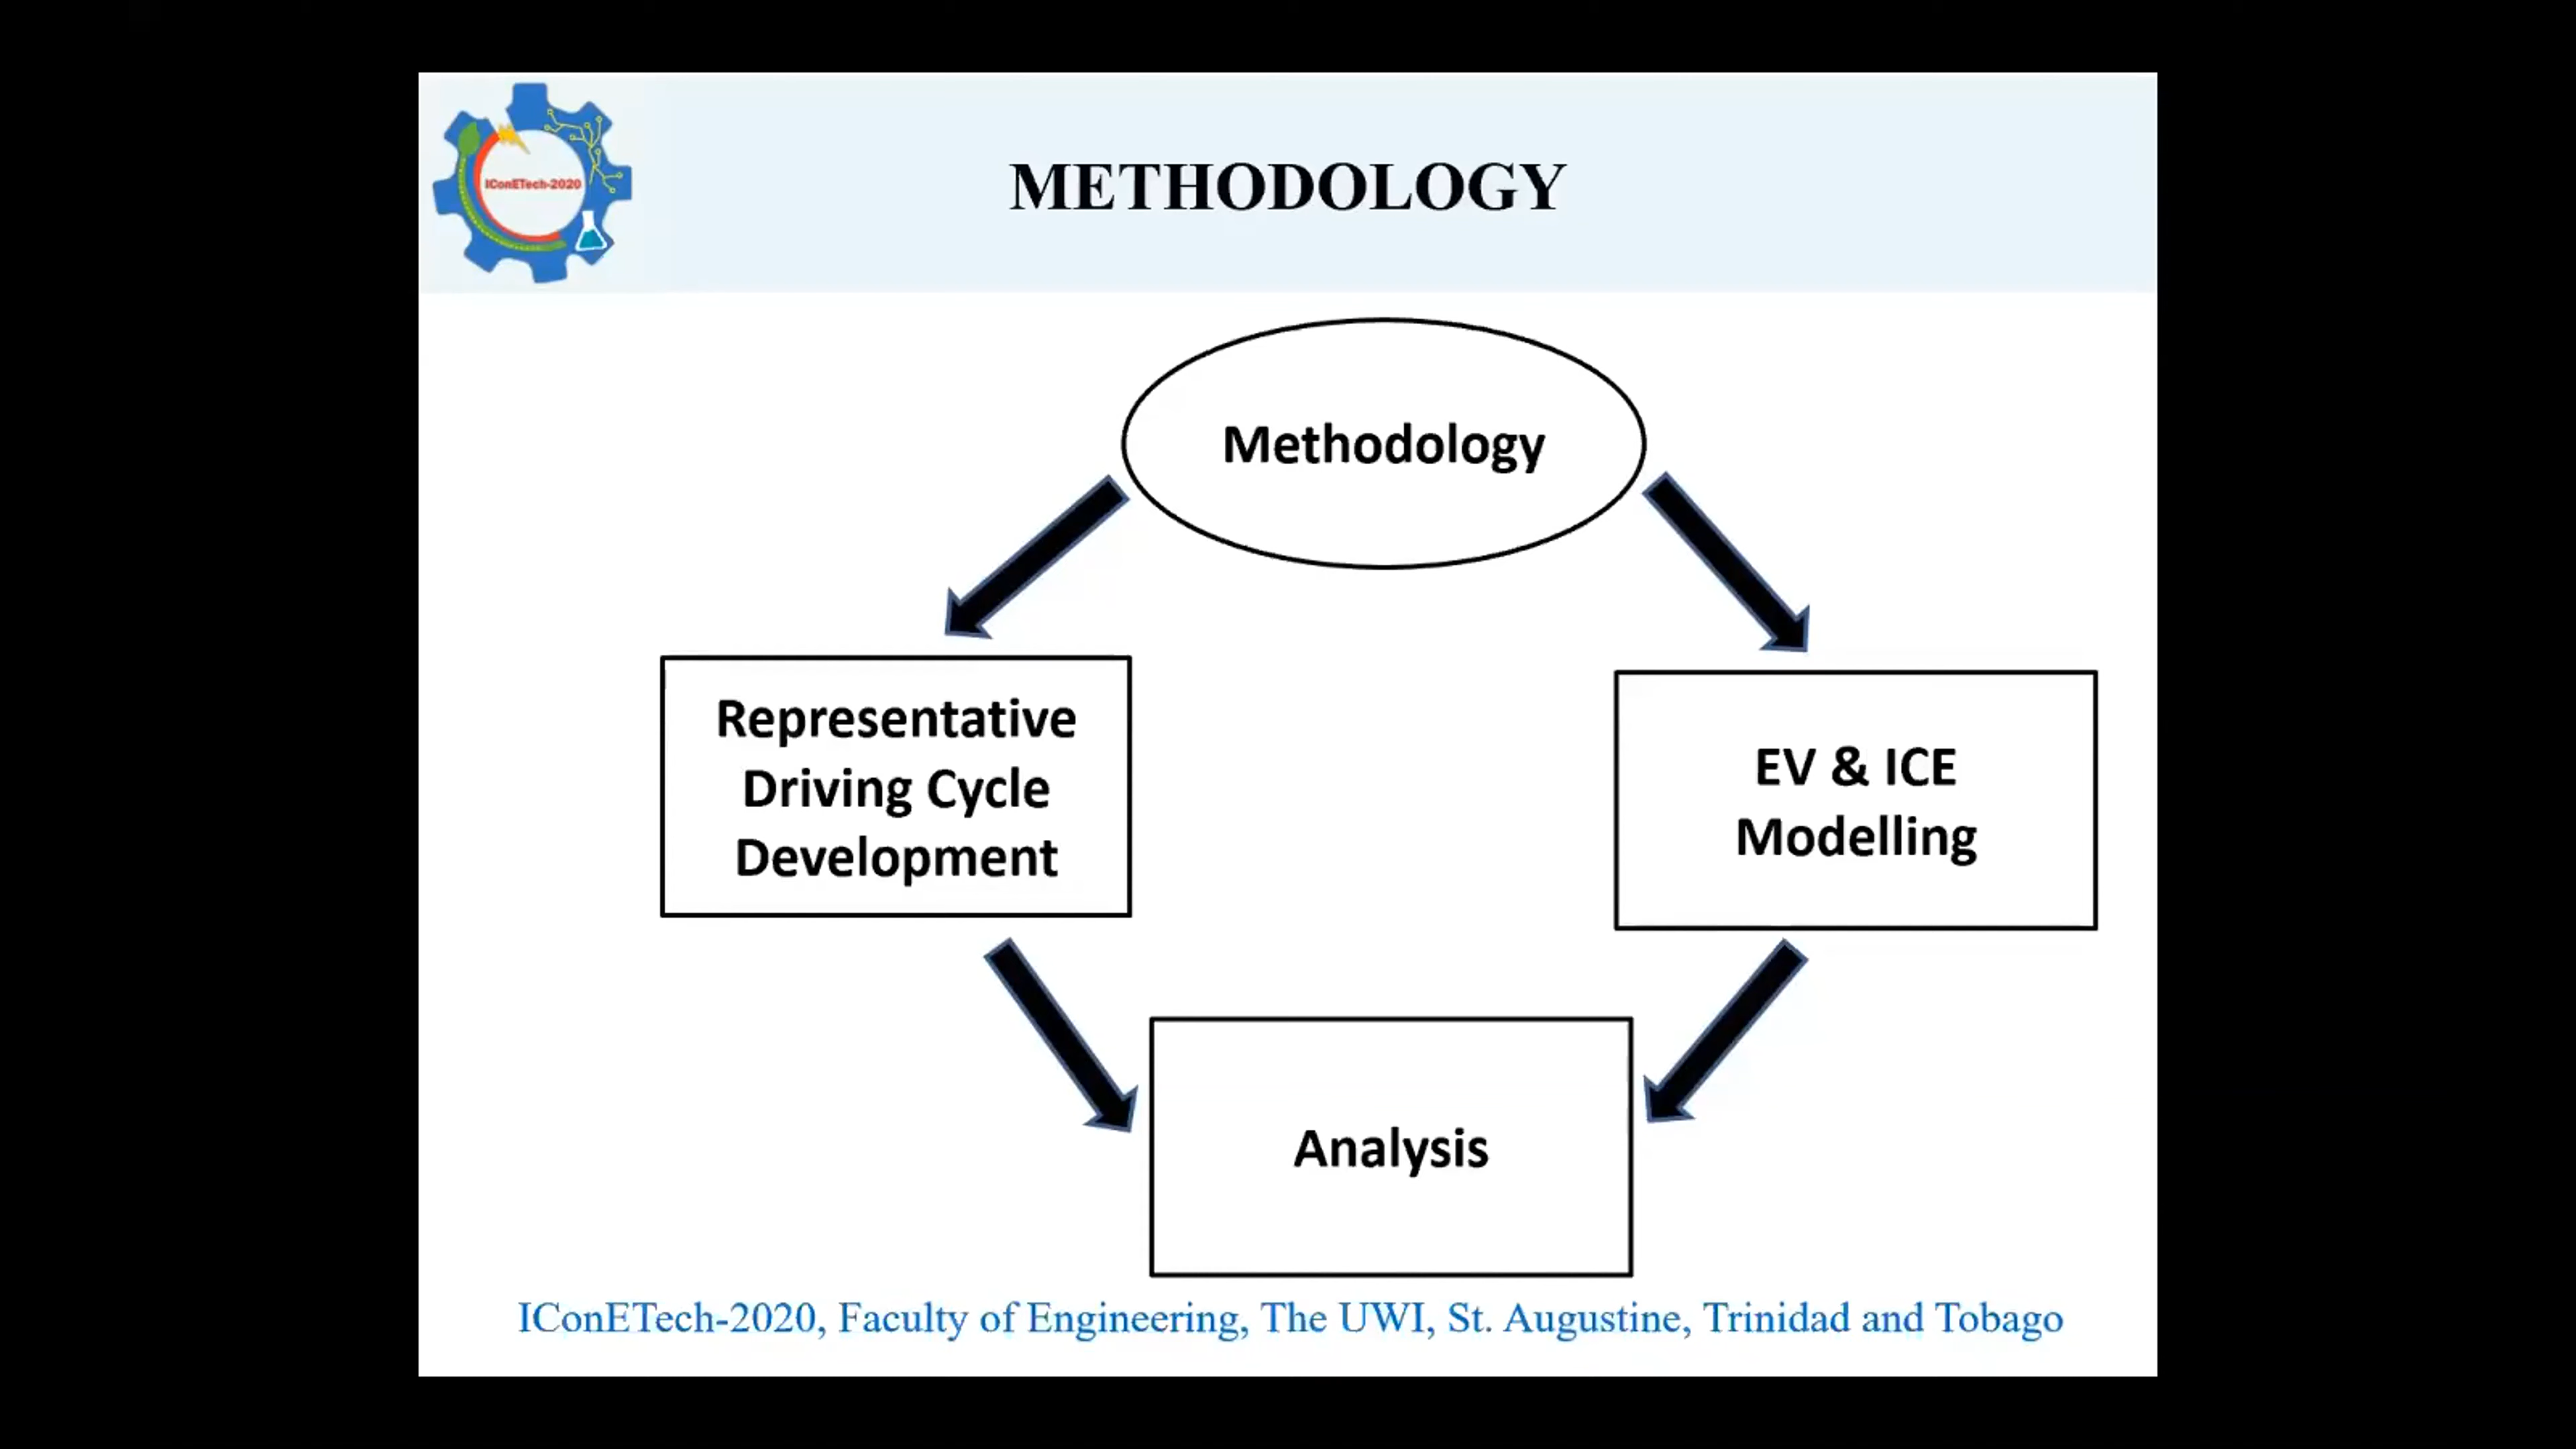 IConETech-2020
METHODOLOGY
Methodology
Representative
Driving Cycle
Development
EV & ICE
Modelling
Analysis
IConETech-2020, Faculty of Engineering, The UWI, St. Augustine, Trinidad and Tobago